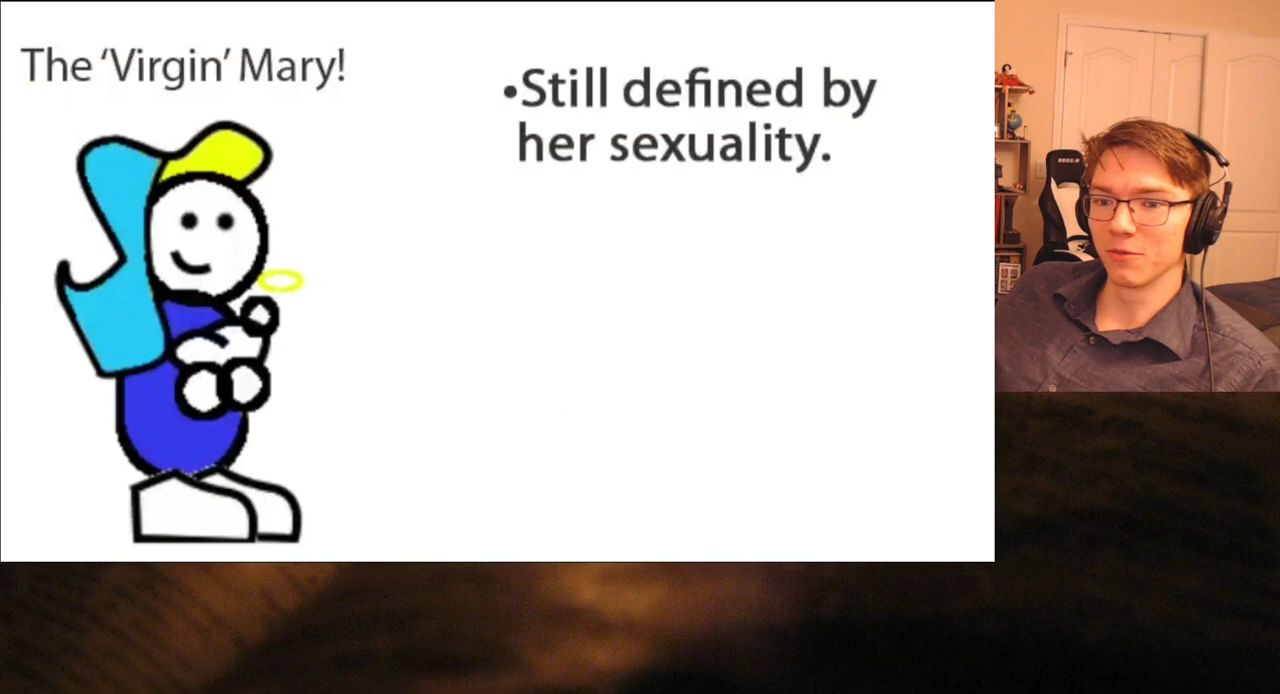 The ‘Virgin’ Mary!
•Still defined by
her sexuality.